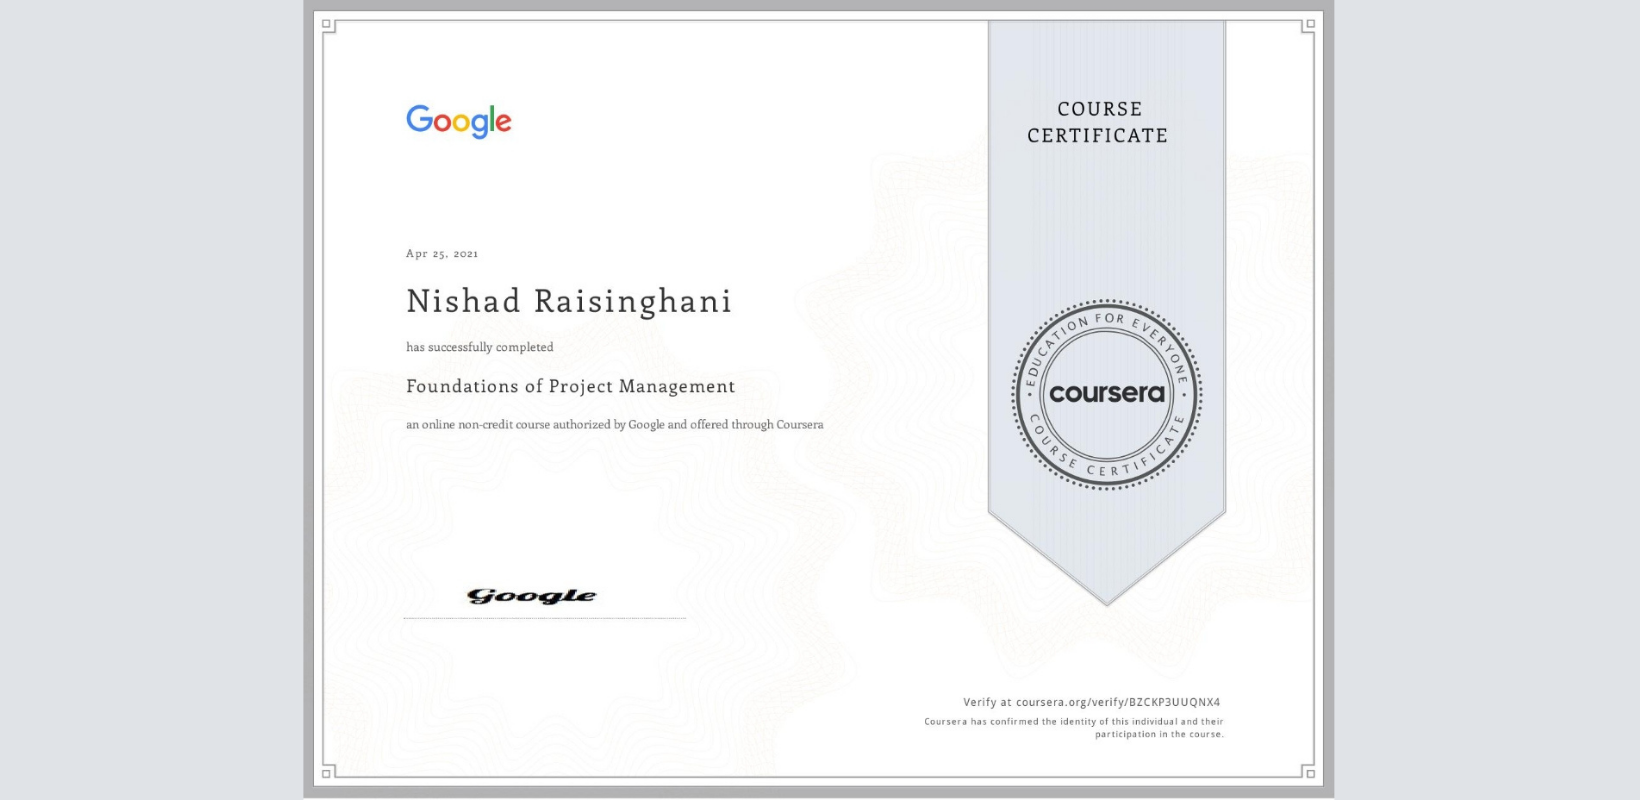 Google
COURSE
CERTIFICATE
Apr 25, 2021
Nishad Raisinghani
has successfully completed
Foundations of Project Management
an online non-credit course authorized by Google and offered through Coursera
EDUCATION FOR EVERYONE
coursera
COURSE CERTIFICATE
Google
Verify at coursera.org/verify/BZCKP3UUQNX4
Coursera has confirmed the identity of this individual and their
participation in the course.